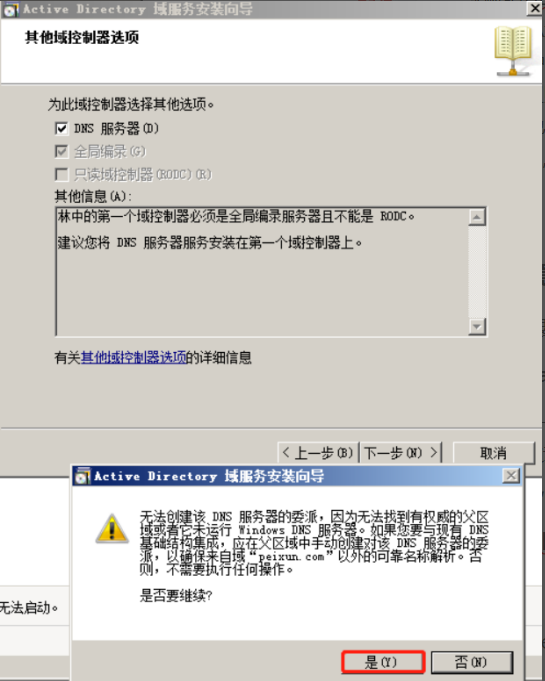 Active Directory 域服务安装向导
其他域控制器选项
为此域控制器选择其他选项。
DNS 服务器(D)
全局编录(G)
只读域控制器(RODC)(R)
其他信息(A):
林中的第一个域控制器必须是全局编录服务器且不能是 RODC。
建议您将 DNS 服务器服务安装在第一个域控制器上。
有关其他域控制器选项的详细信息
< 上一步(B)
下一步(N) >
取消
Active Directory 域服务安装向导
无法创建该 DNS 服务器的委派，因为无法找到有权威的父区
域或者它未运行 Windows DNS 服务器。如果您要与现有 DNS
基础结构集成，应在父区域中手动创建对该 DNS 服务器的委
派，以确保来自域“peixun.com”以外的可靠名称解析。否
则，不需要执行任何操作。
是否要继续?
无法启动。
是(Y)
否(N)